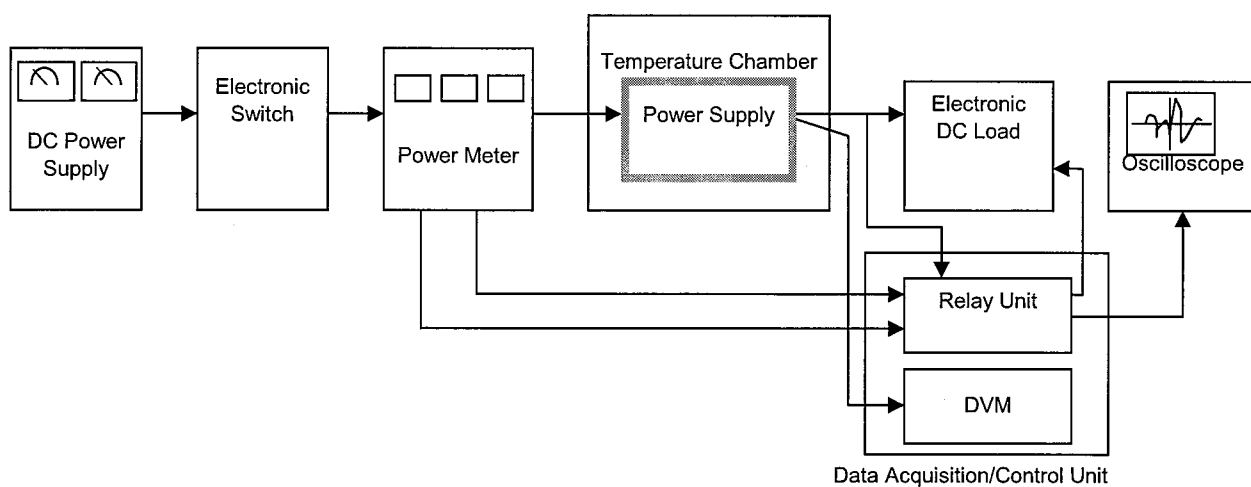 DC Power
Supply
Electronic
Switch
Power Meter
Temperature Chamber
Power Supply
Electronic
DC Load
Oscilloscope
Relay Unit
DVM
Data Acquisition/Control Unit